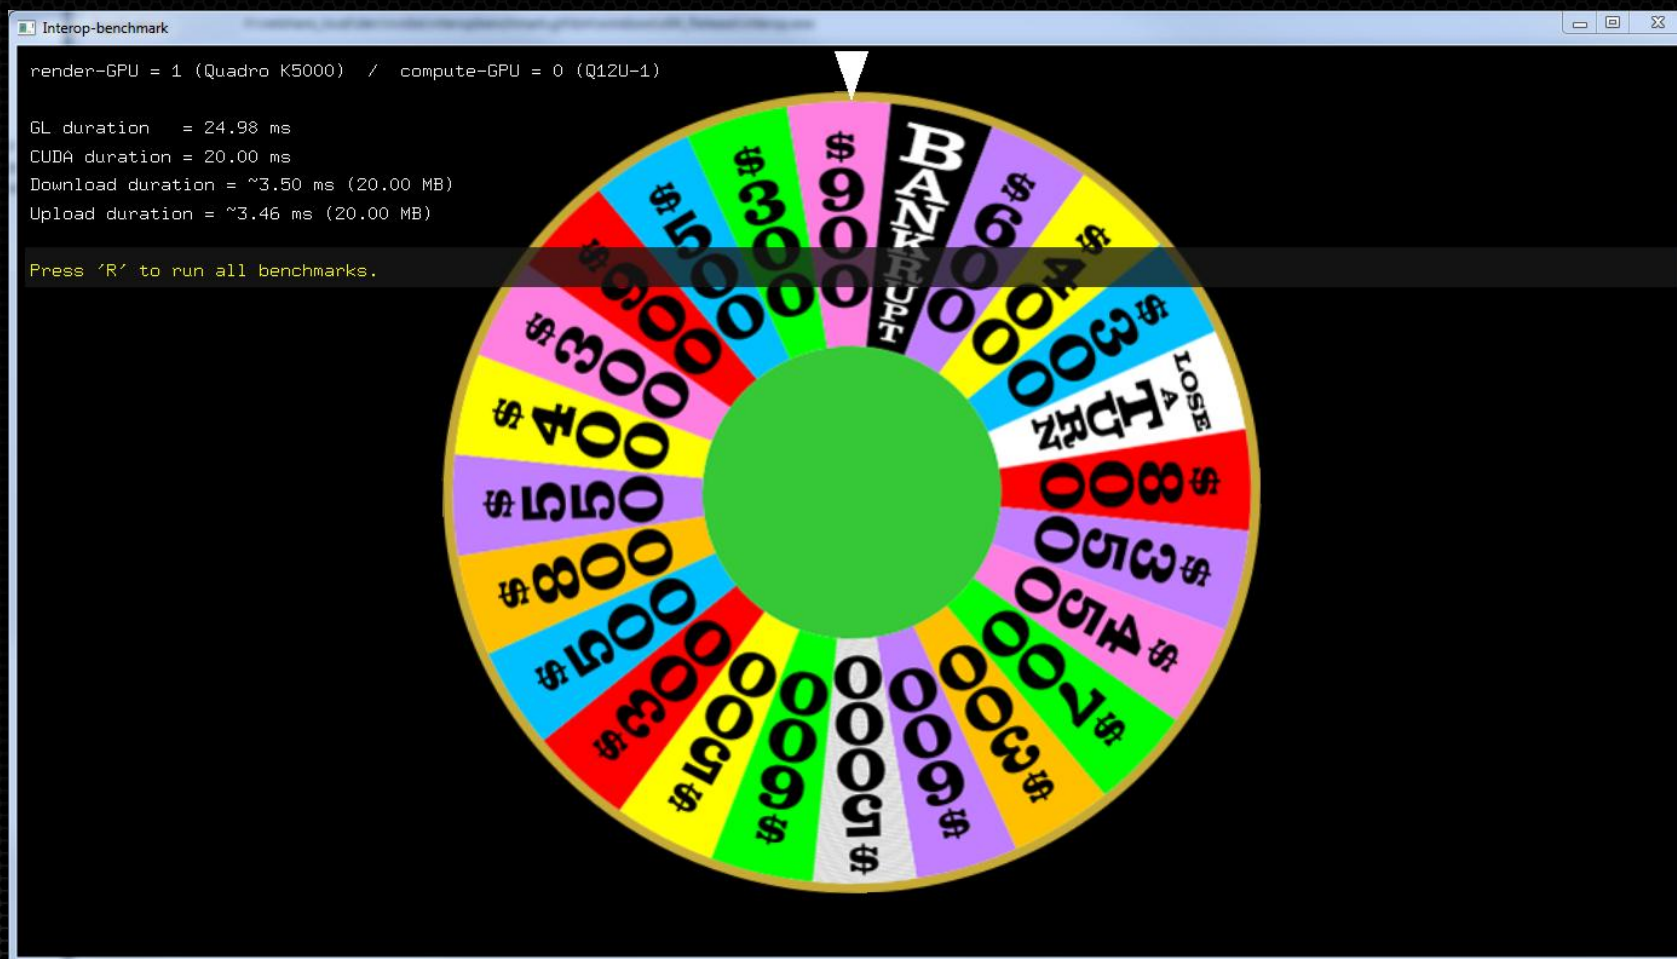 Interop-benchmark
render-GPU = 1 (Quadro K5000)  /  compute-GPU = 0 (Q12U-1)
GL duration   = 24.98 ms
CUDA duration = 20.00 ms
Download duration = ~3.50 ms (20.00 MB)
Upload duration = ~3.46 ms (20.00 MB)
Press 'R' to run all benchmarks.
$900
BANKRUPT
$600
$400
$300
LOSE
A
TURN
$800
$350
$450
$700
$300
$600
$5000
$600
$500
$300
$500
$800
$550
$400
$300
$900
$500
$300